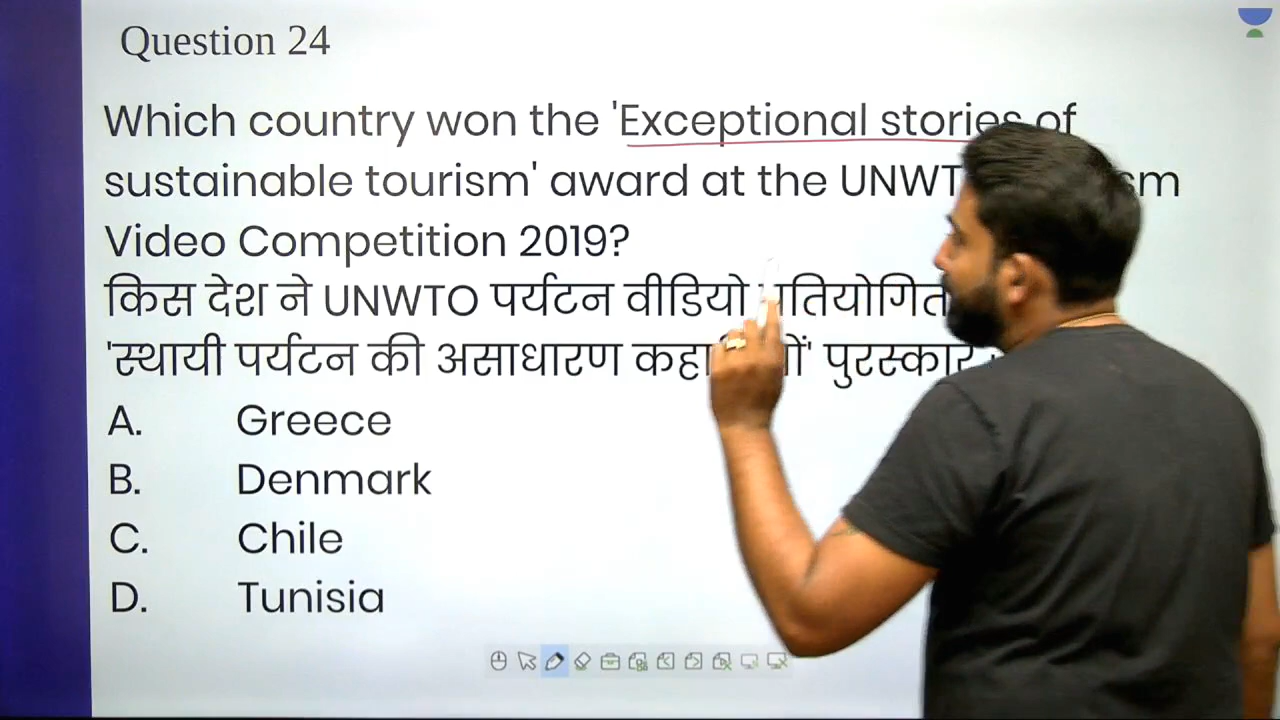 Question 24
Which country won the 'Exceptional stories of
sustainable tourism' award at the
Video Competition 2019?
किस देश ने UNWTO पर्यटन वीडियो
'स्थायी पर्यटन की असाधारण पुरस्कार
A. Greece
B. Denmark
C. Chile
D. Tunisia